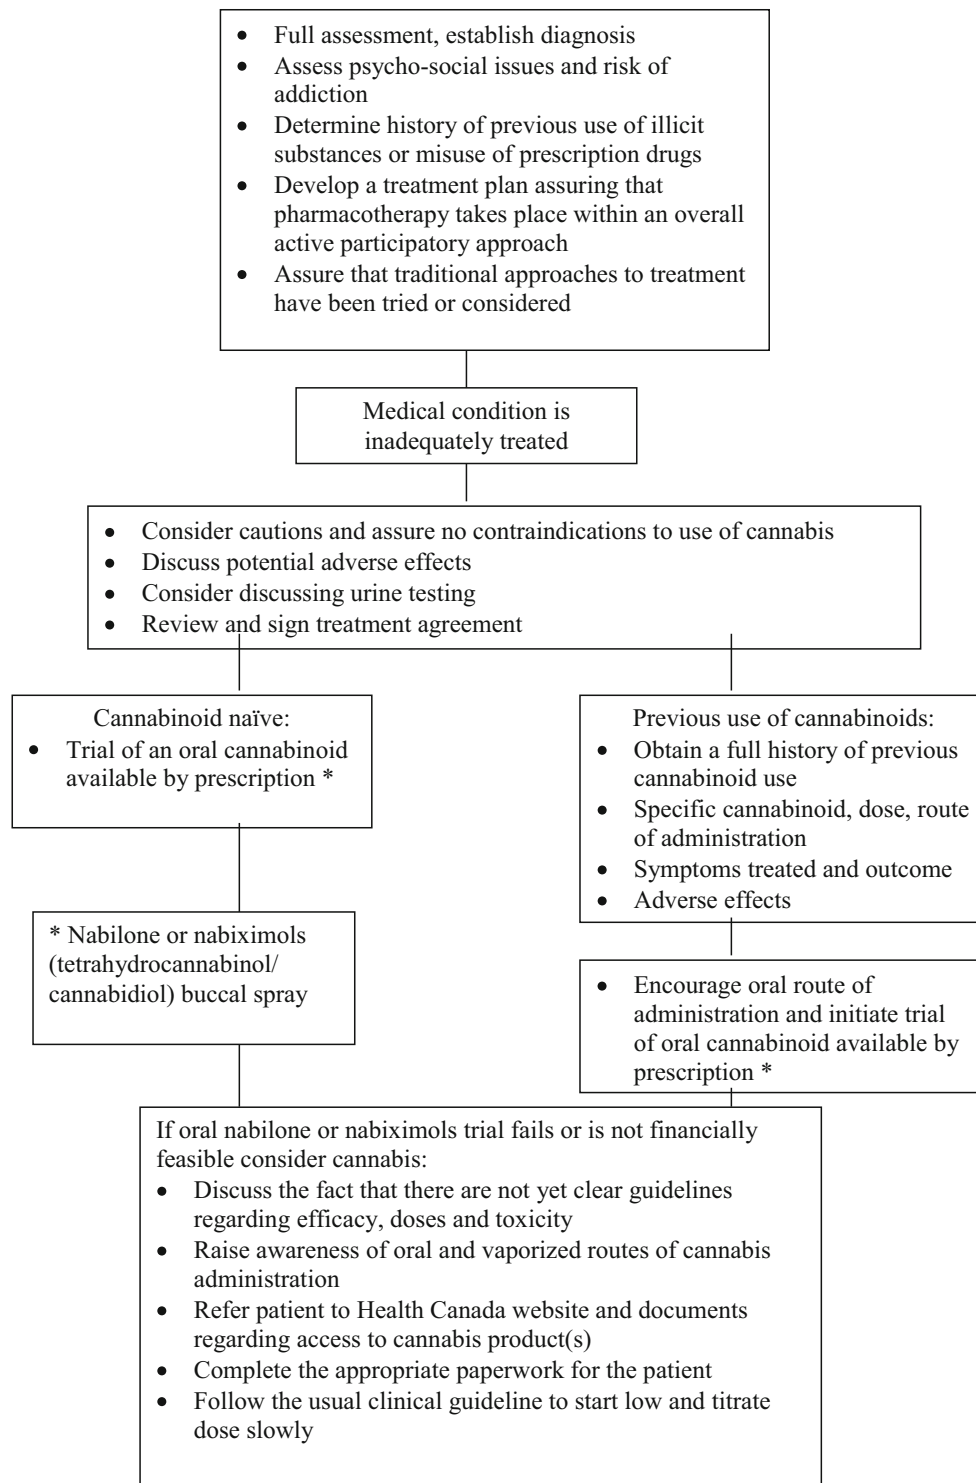 • Full assessment, establish diagnosis
• Assess psycho-social issues and risk of
addiction
• Determine history of previous use of illicit
substances or misuse of prescription drugs
• Develop a treatment plan assuring that
pharmacotherapy takes place within an overall
active participatory approach
• Assure that traditional approaches to treatment
have been tried or considered
Medical condition is
inadequately treated
• Consider cautions and assure no contraindications to use of cannabis
• Discuss potential adverse effects
• Consider discussing urine testing
• Review and sign treatment agreement
Cannabinoid naïve:
• Trial of an oral cannabinoid
available by prescription *
* Nabilone or nabiximols
(tetrahydrocannabinol/
cannabidiol) buccal spray
Previous use of cannabinoids:
• Obtain a full history of previous
cannabinoid use
• Specific cannabinoid, dose, route
of administration
• Symptoms treated and outcome
• Adverse effects
• Encourage oral route of
administration and initiate trial
of oral cannabinoid available by
prescription *
If oral nabilone or nabiximols trial fails or is not financially
feasible consider cannabis:
• Discuss the fact that there are not yet clear guidelines
regarding efficacy, doses and toxicity
• Raise awareness of oral and vaporized routes of cannabis
administration
• Refer patient to Health Canada website and documents
regarding access to cannabis product(s)
• Complete the appropriate paperwork for the patient
• Follow the usual clinical guideline to start low and titrate
dose slowly